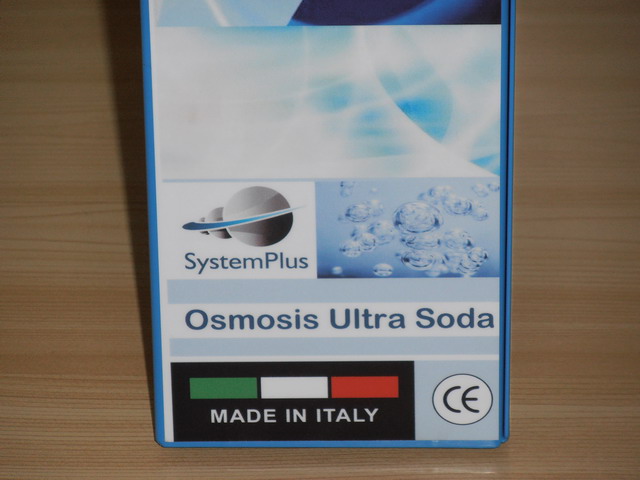 SystemPlus
Osmosis Ultra Soda
MADE IN ITALY
CE